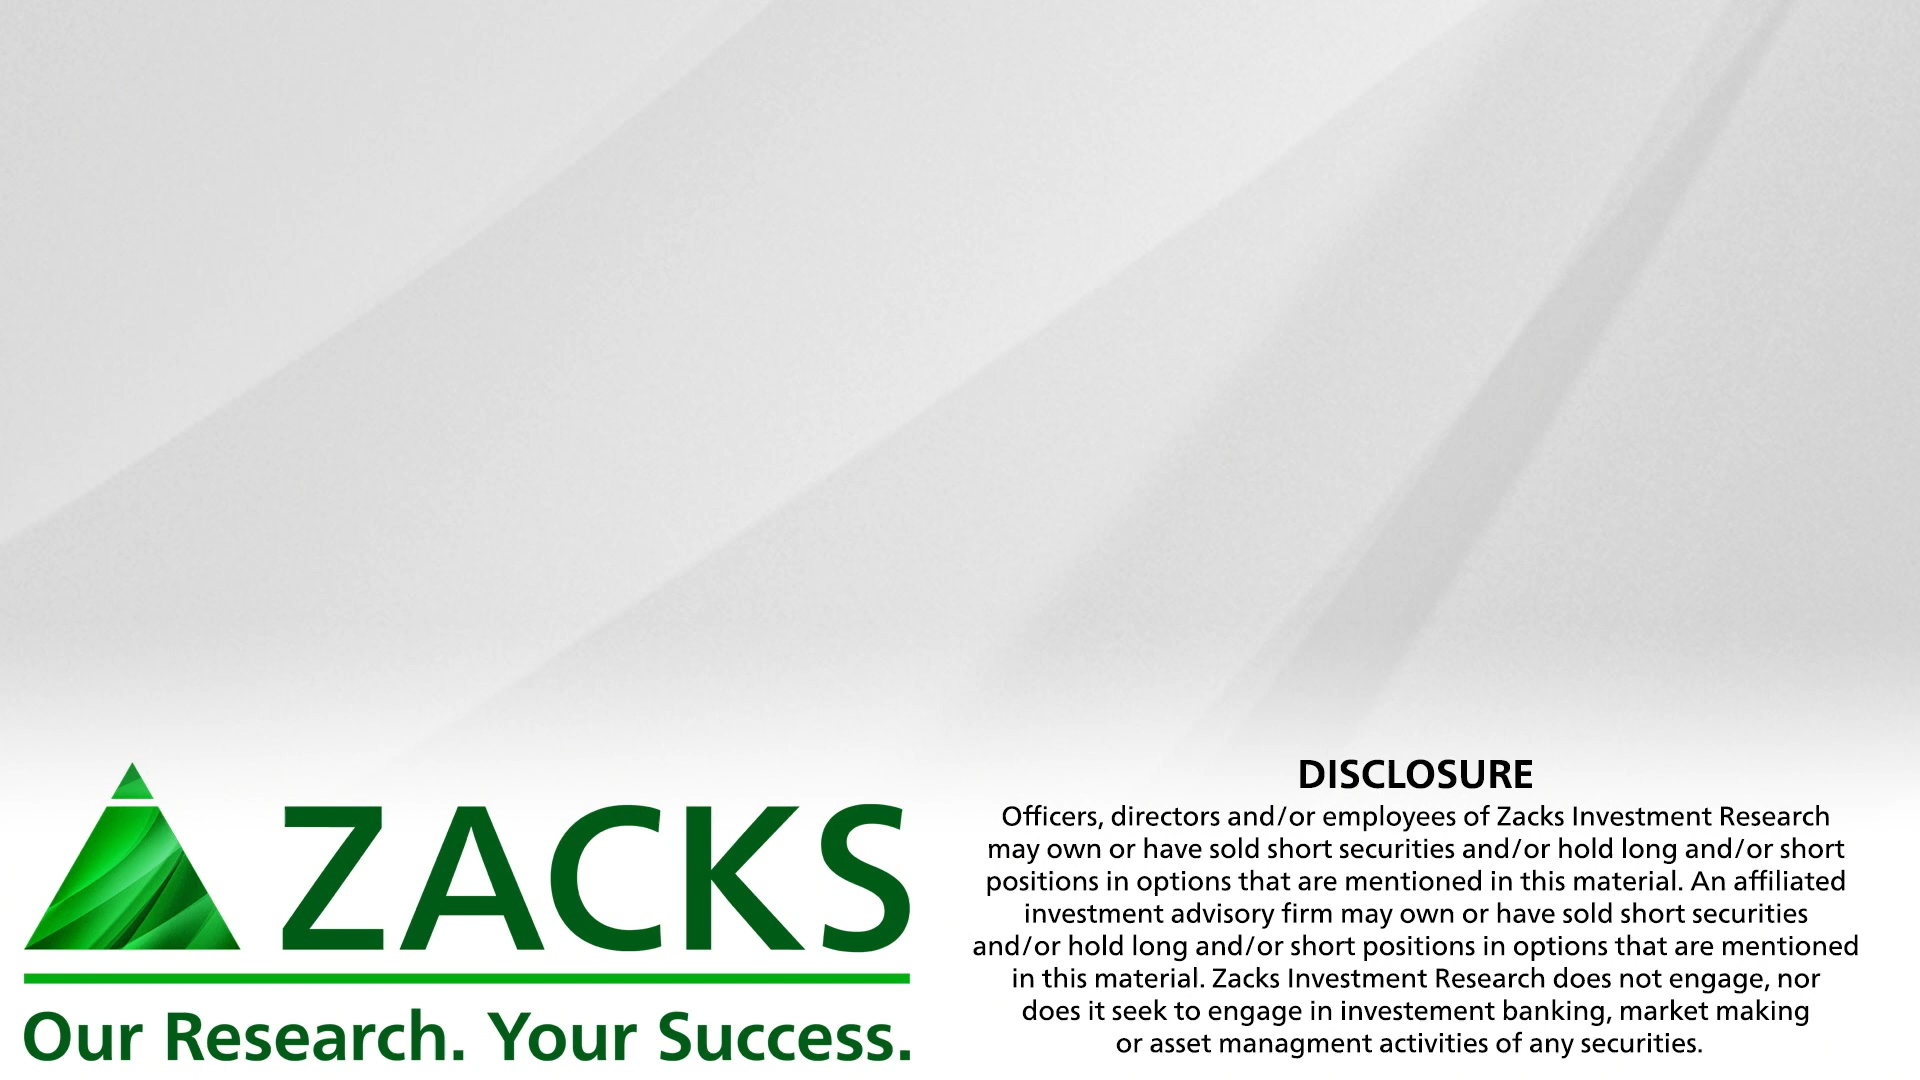 ZACKS
Our Research. Your Success.
DISCLOSURE
Officers, directors and/or employees of Zacks Investment Research
may own or have sold short securities and/or hold long and/or short
positions in options that are mentioned in this material. An affiliated
investment advisory firm may own or have sold short securities
and/or hold long and/or short positions in options that are mentioned
in this material. Zacks Investment Research does not engage, nor
does it seek to engage in investement banking, market making
or asset managment activities of any securities.